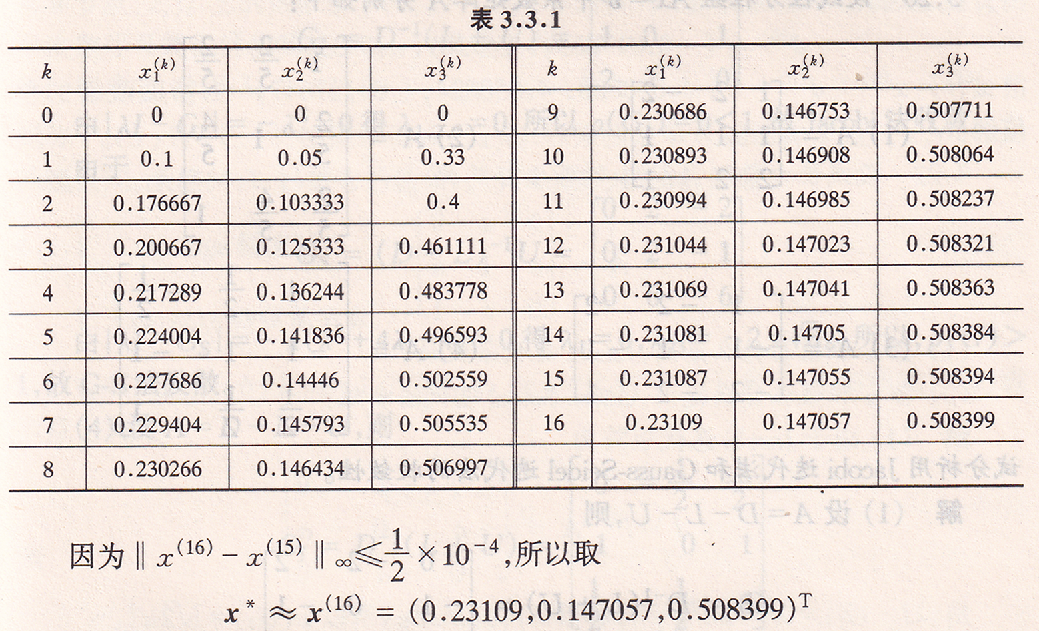 表 3.3.1
k x₁⁽ᵏ⁾ x₂⁽ᵏ⁾ x₃⁽ᵏ⁾ k x₁⁽ᵏ⁾ x₂⁽ᵏ⁾ x₃⁽ᵏ⁾
0 0 0 0 9 0.230686 0.146753 0.507711
1 0.1 0.05 0.33 10 0.230893 0.146908 0.508064
2 0.176667 0.103333 0.4 11 0.230994 0.146985 0.508237
3 0.200667 0.125333 0.461111 12 0.231044 0.147023 0.508321
4 0.217289 0.136244 0.483778 13 0.231069 0.147041 0.508363
5 0.224004 0.141836 0.496593 14 0.231081 0.14705 0.508384
6 0.227686 0.14446 0.502559 15 0.231087 0.147055 0.508394
7 0.229404 0.145793 0.505535 16 0.23109 0.147057 0.508399
8 0.230266 0.146434 0.506997
解 (1) 设 A=D-L-U,则
因为‖x⁽¹⁶⁾-x⁽¹⁵⁾‖∞≤1/2×10⁻⁴,所以取
x*≈x⁽¹⁶⁾=(0.23109,0.147057,0.508399)ᵀ